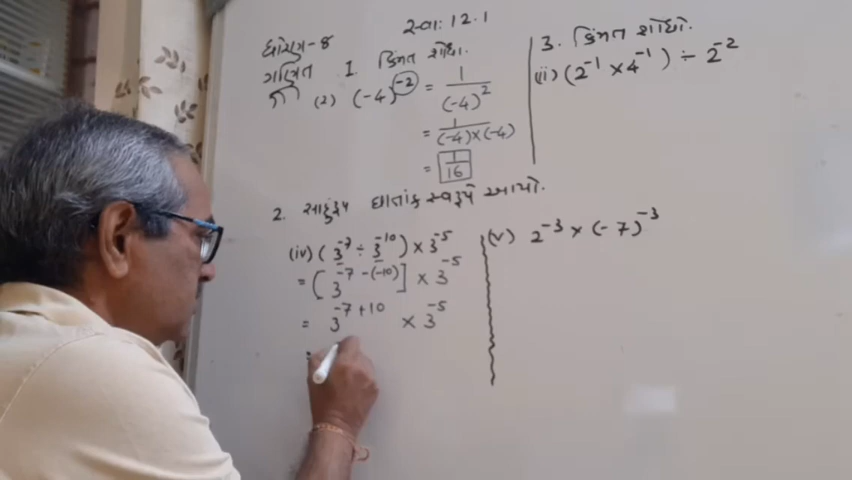 સ્વા: 12.1
ધોરણ-8
ગણિત
1. કિંમત શોધો.
(2) (-4)⁻² = 1/(-4)²
= 1/(-4)×(-4)
= 1/16
2. સાદુંરૂપ ઘાતાંક સ્વરૂપે આપો.
(iv) (3⁻⁷ ÷ 3⁻¹⁰) × 3⁻⁵
= [3⁻⁷⁻⁽⁻¹⁰⁾] × 3⁻⁵
= 3⁻⁷⁺¹⁰ × 3⁻⁵
=
(v) 2⁻³ × (-7)⁻³
3. કિંમત શોધો.
(ii) (2⁻¹ × 4⁻¹) ÷ 2⁻²